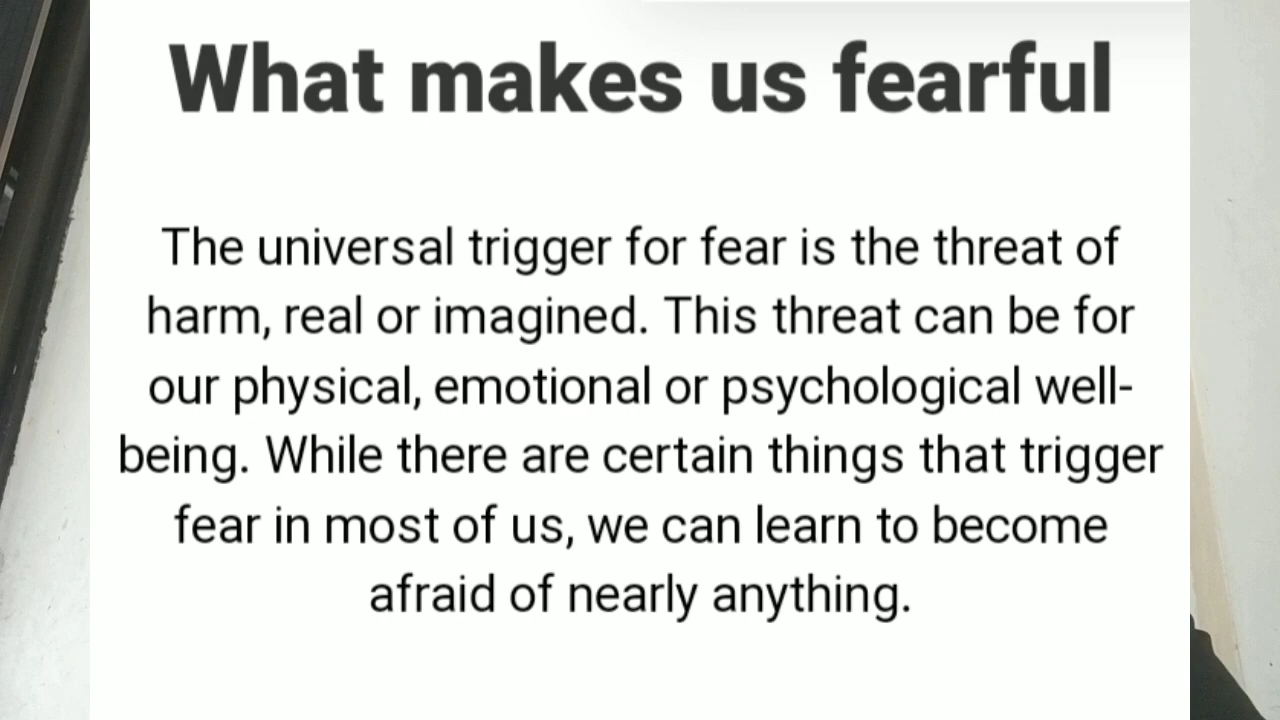 What makes us fearful
The universal trigger for fear is the threat of
harm, real or imagined. This threat can be for
our physical, emotional or psychological well-
being. While there are certain things that trigger
fear in most of us, we can learn to become
afraid of nearly anything.